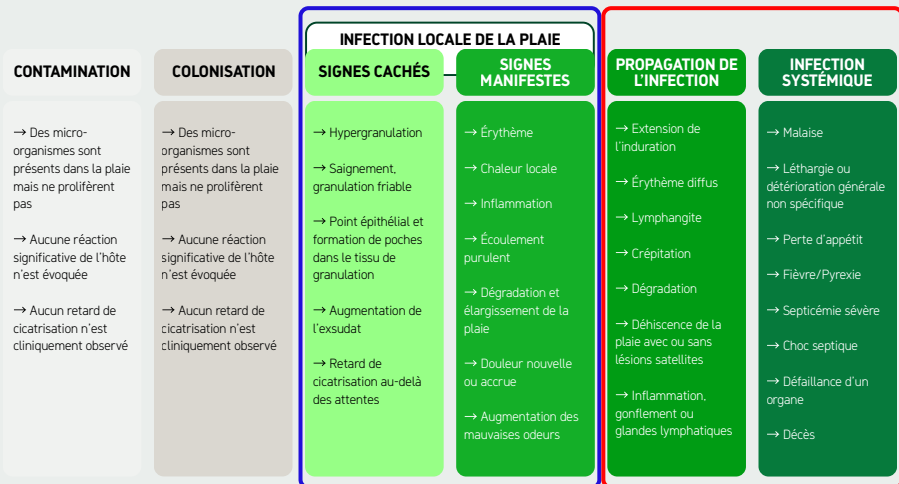 INFECTION LOCALE DE LA PLAIE
CONTAMINATION
→ Des micro-
organismes sont
présents dans la plaie
mais ne prolifèrent
pas
→ Aucune réaction
significative de l'hôte
n'est évoquée
→ Aucun retard de
cicatrisation n'est
cliniquement observé
COLONISATION
→ Des micro-
organismes sont
présents dans la plaie
mais ne prolifèrent
pas
→ Aucune réaction
significative de l'hôte
n'est évoquée
→ Aucun retard de
cicatrisation n'est
cliniquement observé
SIGNES CACHÉS
→ Hypergranulation
→ Saignement,
granulation friable
→ Point épithélial et
formation de poches
dans le tissu de
granulation
→ Augmentation de
l'exsudat
→ Retard de
cicatrisation au-delà
des attentes
SIGNES
MANIFESTES
→ Érythème
→ Chaleur locale
→ Inflammation
→ Écoulement
purulent
→ Dégradation et
élargissement de la
plaie
→ Douleur nouvelle
ou accrue
→ Augmentation des
mauvaises odeurs
PROPAGATION DE
L'INFECTION
→ Extension de
l'induration
→ Érythème diffus
→ Lymphangite
→ Crépitation
→ Dégradation
→ Déhiscence de la
plaie avec ou sans
lésions satellites
→ Inflammation,
gonflement ou
glandes lymphatiques
INFECTION
SYSTÉMIQUE
→ Malaise
→ Léthargie ou
détérioration générale
non spécifique
→ Perte d'appétit
→ Fièvre/Pyrexie
→ Septicémie sévère
→ Choc septique
→ Défaillance d'un
organe
→ Décès